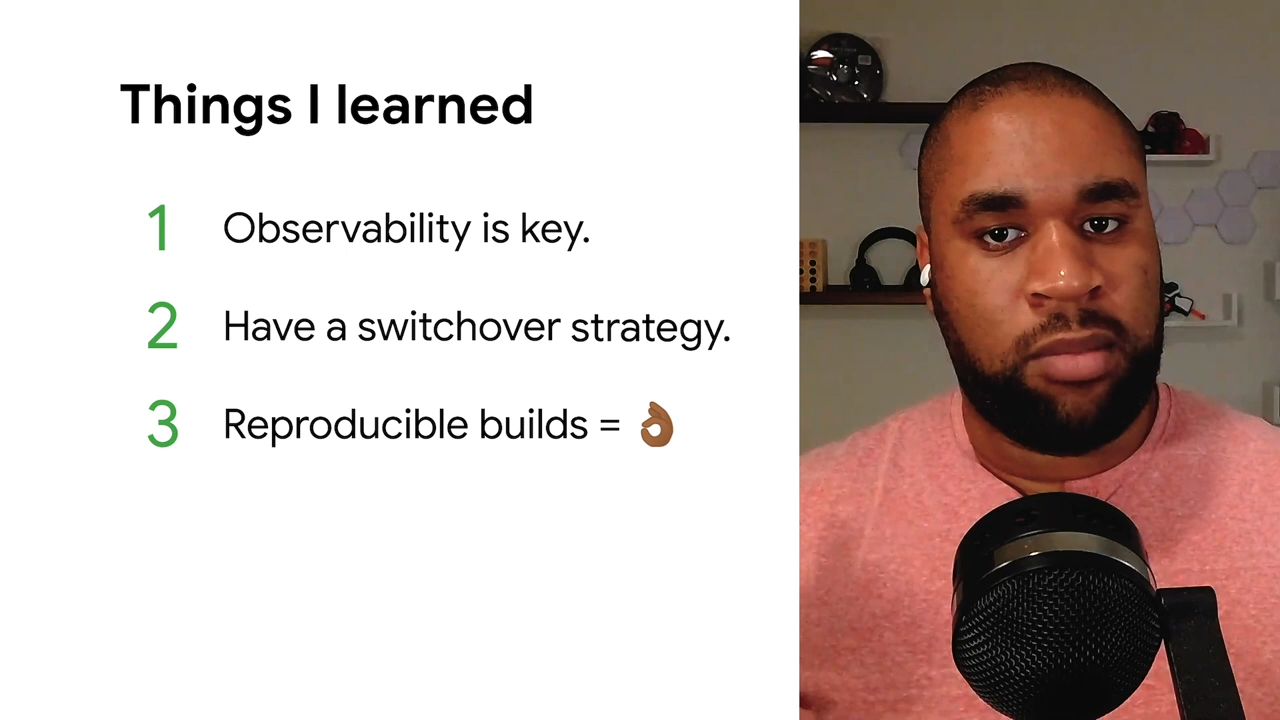 Things I learned
1 Observability is key.
2 Have a switchover strategy.
3 Reproducible builds = 👌🏾